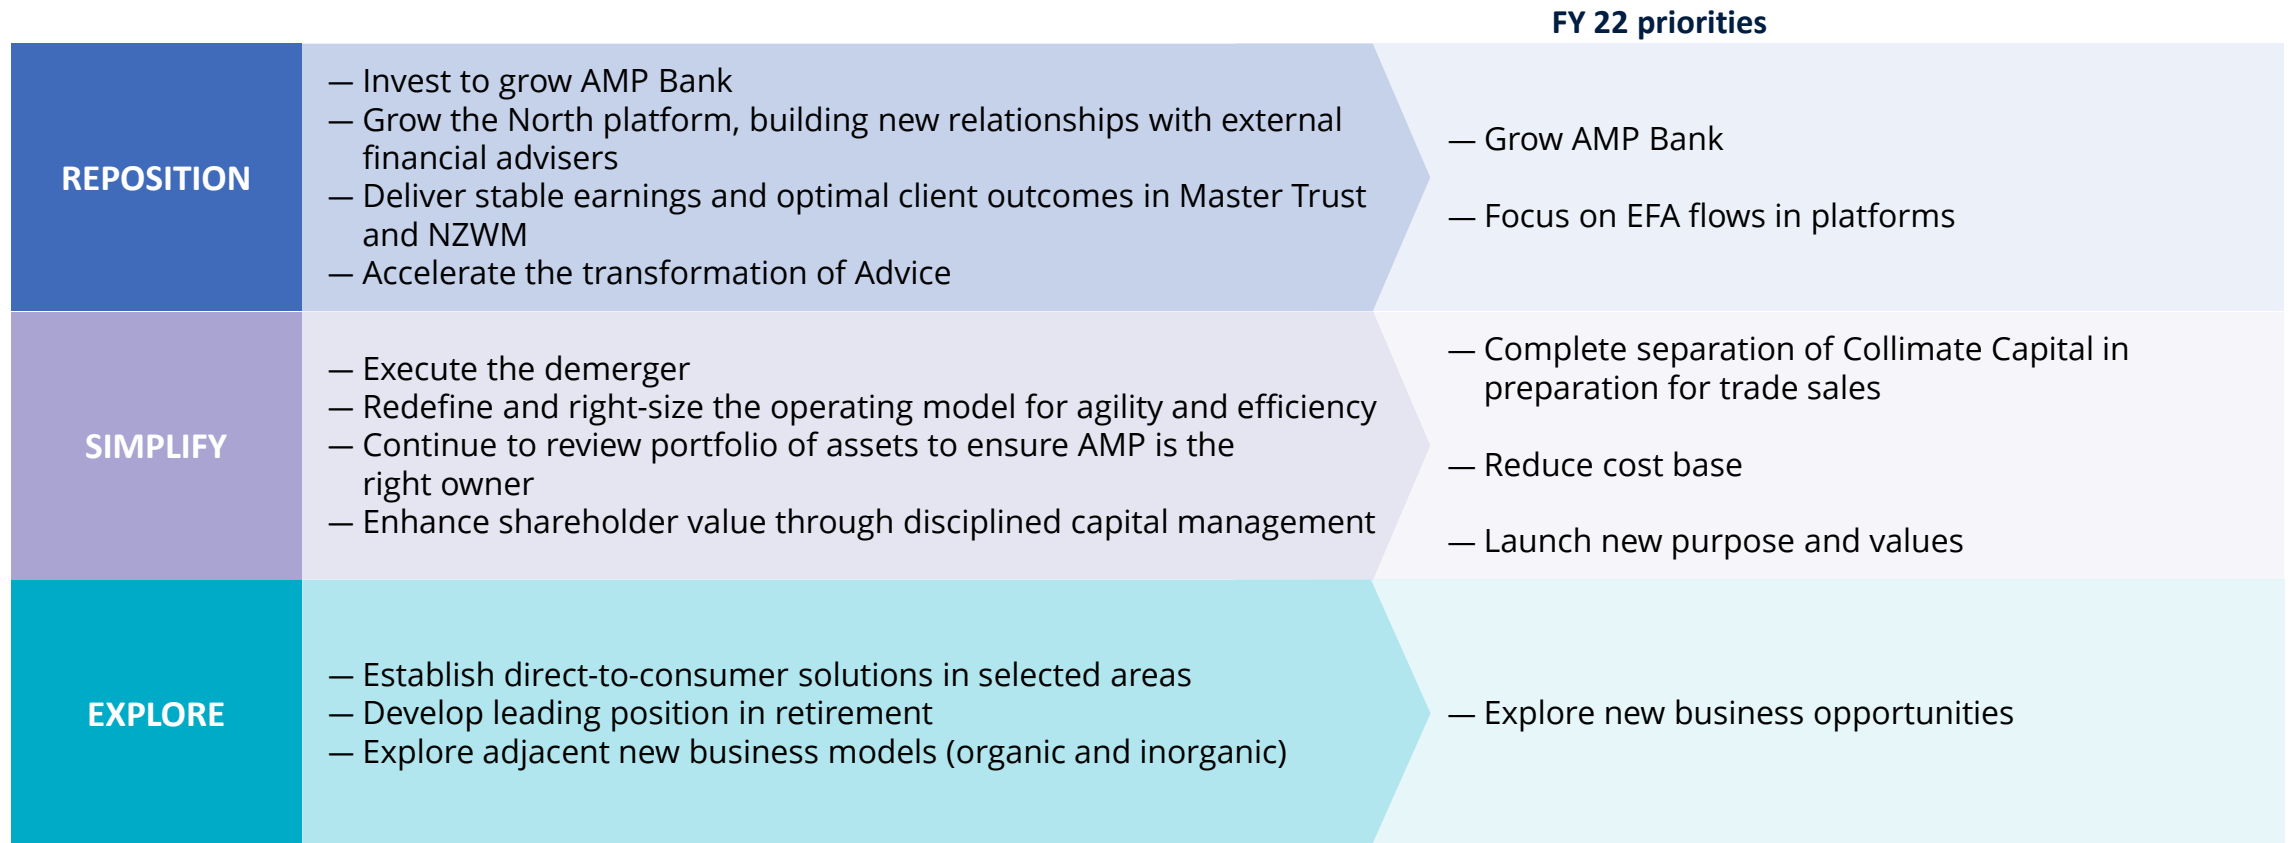 FY 22 priorities
REPOSITION
— Invest to grow AMP Bank
— Grow the North platform, building new relationships with external
financial advisers
— Deliver stable earnings and optimal client outcomes in Master Trust
and NZWM
— Accelerate the transformation of Advice
— Grow AMP Bank
— Focus on EFA flows in platforms
SIMPLIFY
— Execute the demerger
— Redefine and right-size the operating model for agility and efficiency
— Continue to review portfolio of assets to ensure AMP is the
right owner
— Enhance shareholder value through disciplined capital management
— Complete separation of Collimate Capital in
preparation for trade sales
— Reduce cost base
— Launch new purpose and values
EXPLORE
— Establish direct-to-consumer solutions in selected areas
— Develop leading position in retirement
— Explore adjacent new business models (organic and inorganic)
— Explore new business opportunities